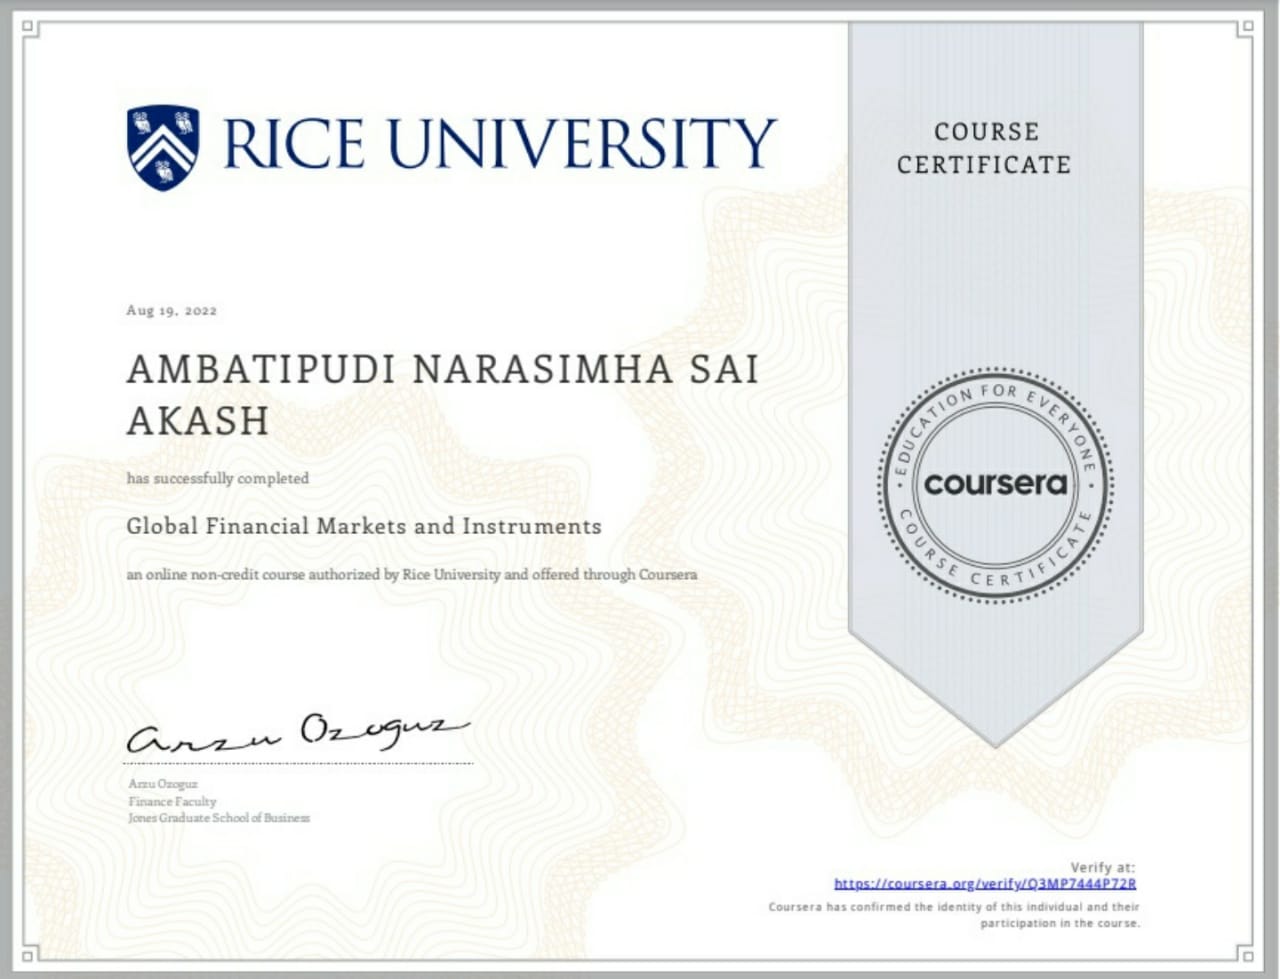 RICE UNIVERSITY
COURSE
CERTIFICATE
Aug 19, 2022
AMBATIPUDI NARASIMHA SAI
AKASH
has successfully completed
Global Financial Markets and Instruments
an online non-credit course authorized by Rice University and offered through Coursera
EDUCATION FOR EVERYONE
coursera
COURSE CERTIFICATE
Arzu Ozoguz
Arzu Ozoguz
Finance Faculty
Jones Graduate School of Business
Verify at:
https://coursera.org/verify/Q3MP7444P72R
Coursera has confirmed the identity of this individual and their
participation in the course.